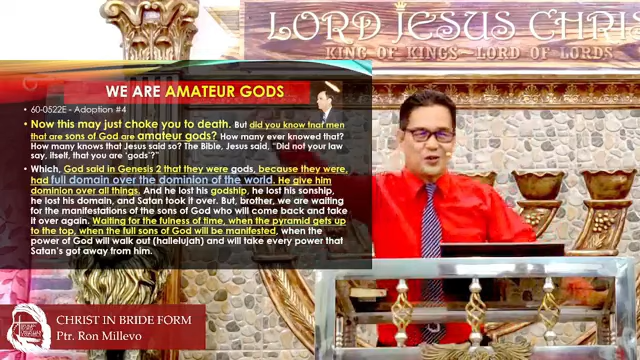 LORD JESUS CHRIS
KING OF KINGS - LORD OF LORDS
WE ARE AMATEUR GODS
• 60-0522E - Adoption #4
• Now this may just choke you to death. But did you know that men
that are sons of God are amateur gods? How many ever knowed that?
How many knows that Jesus said so? The Bible, Jesus said, "Did not your law
say, itself, that you are 'gods'?"
• Which, God said in Genesis 2 that they were gods, because they were,
had full domain over the dominion of the world. He give him
dominion over all things. And he lost his godship, he lost his sonship,
he lost his domain, and Satan took it over. But, brother, we are waiting
for the manifestations of the sons of God who will come back and take
it over again. Waiting for the fullness of time, when the pyramid gets up
to the top, when the full sons of God will be manifested, when the
power of God will walk out (hallelujah) and will take every power that
Satan's got away from him.
CHRIST IN BRIDE FORM
Ptr. Ron Millevo